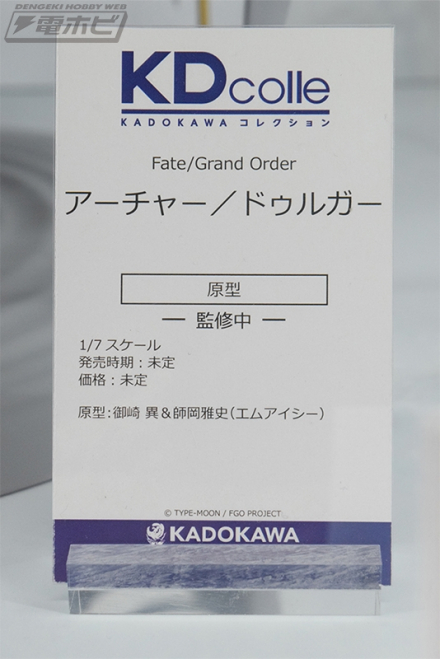 DENGEKI HOBBY WEB
電ホビ
KDcolle
KADOKAWA コレクション
Fate/Grand Order
アーチャー／ドゥルガー
原型
― 監修中 ―
1/7 スケール
発売時期：未定
価格：未定
原型：御崎 異＆師岡雅史（エムアイシー）
© TYPE-MOON / FGO PROJECT
KADOKAWA